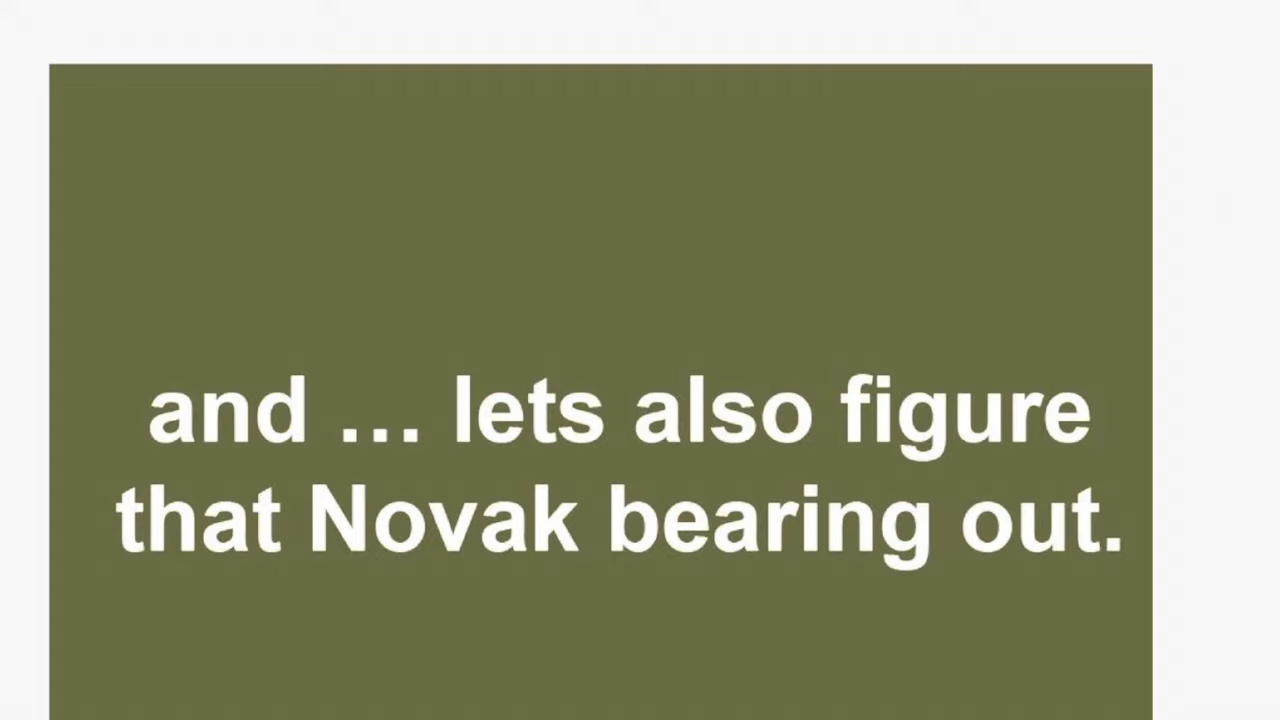 and … lets also figure
that Novak bearing out.